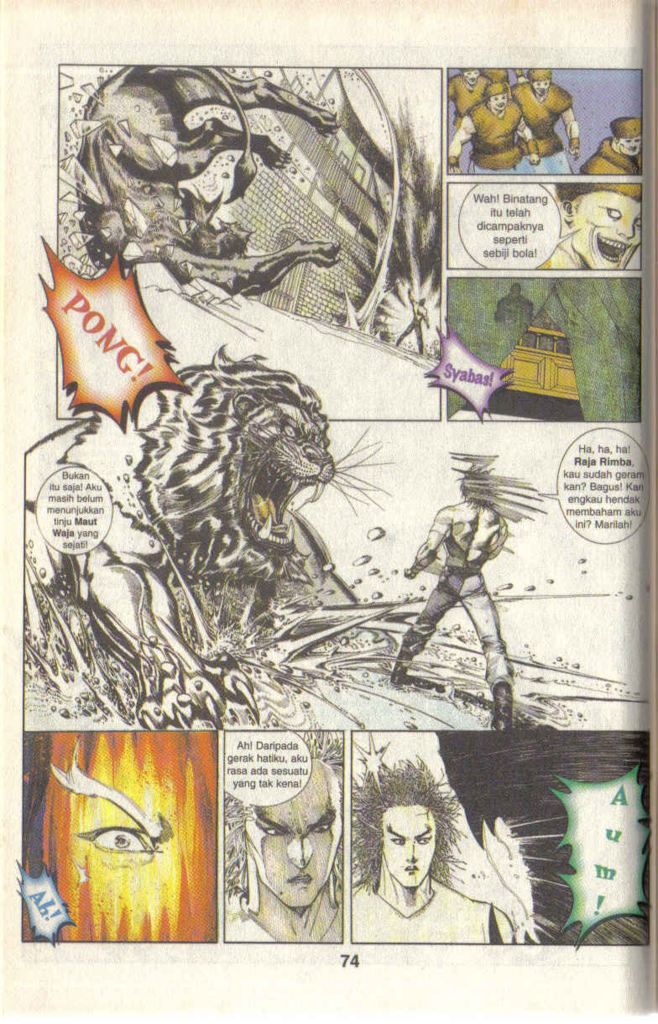 PONG!
Wah! Binatang
itu telah
dicampaknya
seperti
sebiji bola!
Syabas!
Bukan
itu saja! Aku
masih belum
menunjukkan
tinju Maut
Waja yang
sejati!
Ha, ha, ha!
Raja Rimba,
kau sudah geram
kan? Bagus! Kan
engkau hendak
membaham aku
ini? Marilah!
Ah!
Ah! Daripada
gerak hatiku, aku
rasa ada sesuatu
yang tak kena!
Aum!
74